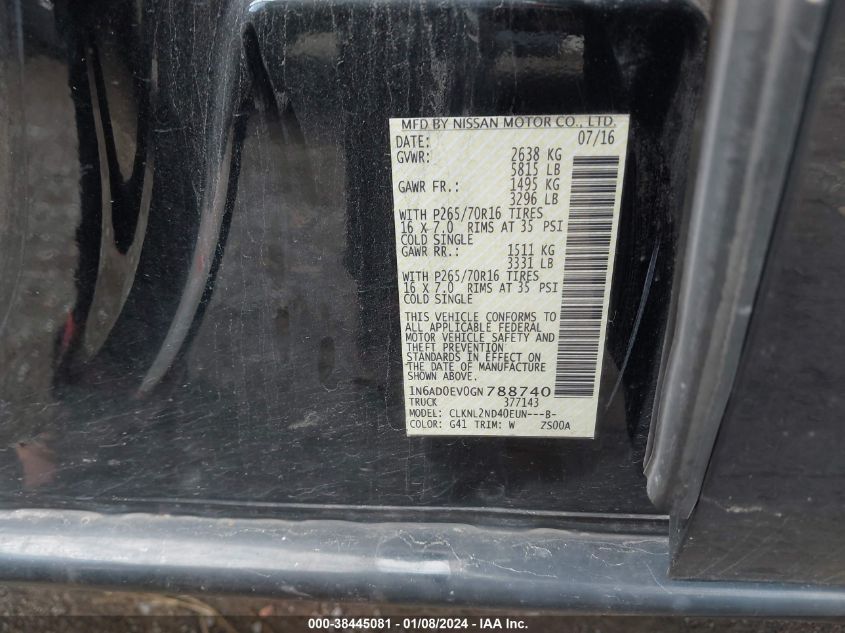 MFD BY NISSAN MOTOR CO., LTD.
DATE: 07/16
GVWR: 2638 KG
5815 LB
GAWR FR.: 1495 KG
3296 LB
WITH P265/70R16 TIRES
16 X 7.0 RIMS AT 35 PSI
COLD SINGLE
GAWR RR.: 1511 KG
3331 LB
WITH P265/70R16 TIRES
16 X 7.0 RIMS AT 35 PSI
COLD SINGLE
THIS VEHICLE CONFORMS TO
ALL APPLICABLE FEDERAL
MOTOR VEHICLE SAFETY AND
THEFT PREVENTION
STANDARDS IN EFFECT ON
THE DATE OF MANUFACTURE
SHOWN ABOVE.
1N6AD0EV0GN788740
TRUCK 377143
MODEL: CLKNL2ND40EUN---B-
COLOR: G41 TRIM: W ZS00A
000-38445081 - 01/08/2024 - IAA Inc.